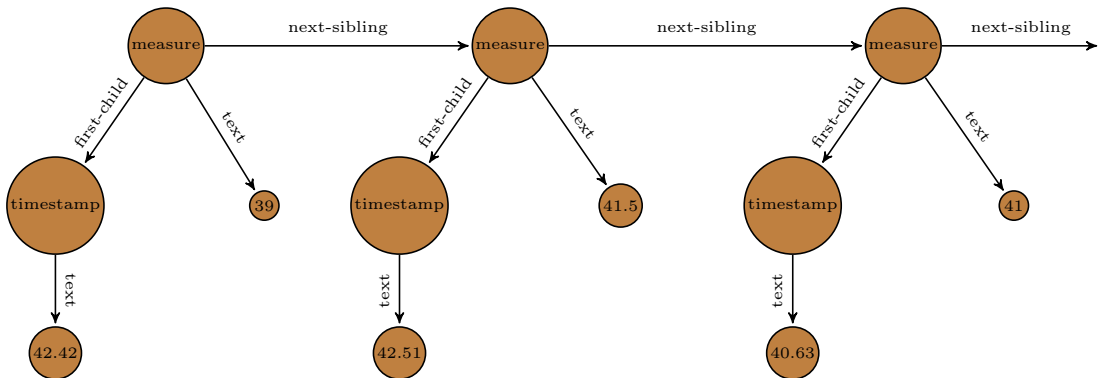 next-sibling
next-sibling
next-sibling
measure
measure
measure
first-child
text
first-child
text
first-child
text
timestamp
39
timestamp
41.5
timestamp
41
text
text
text
42.42
42.51
40.63